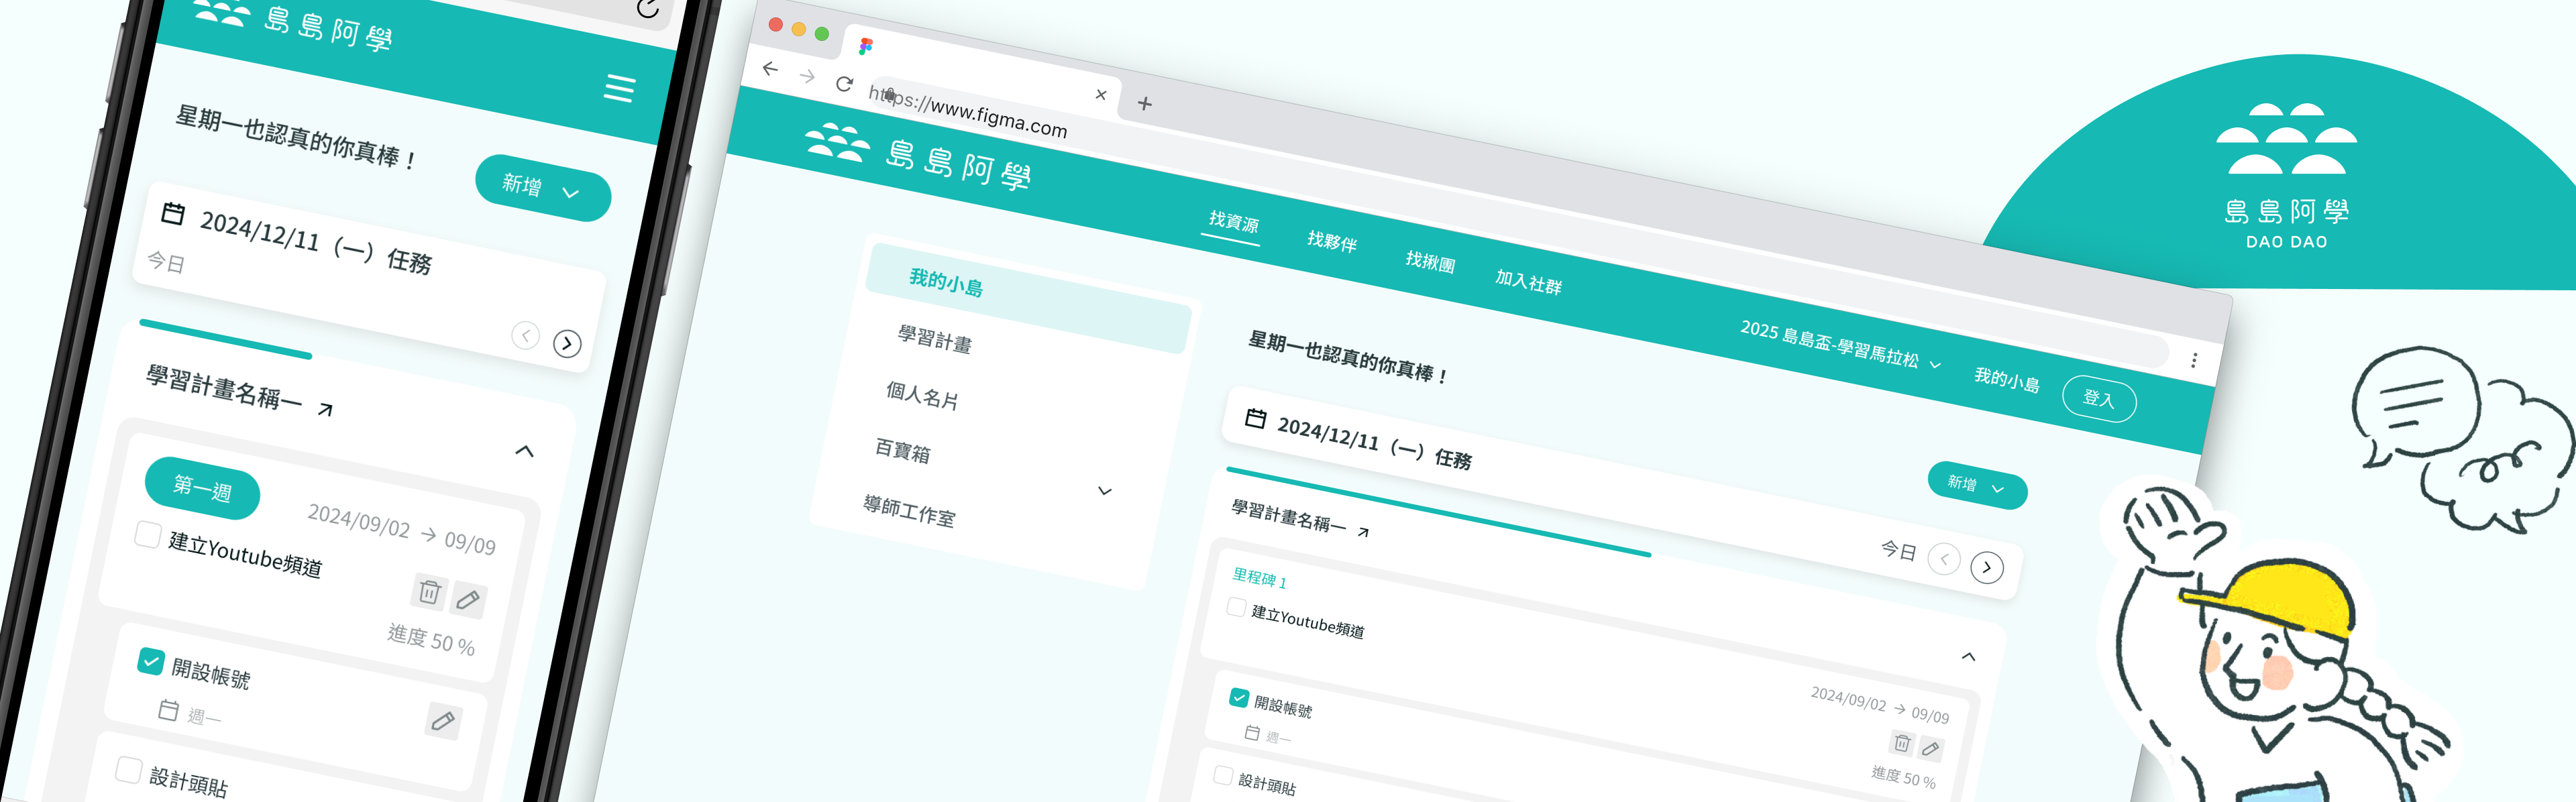 島島阿學
星期一也認真的你真棒！
新增
2024/12/11（一）任務
今日
學習計畫名稱一
第一週
2024/09/02 → 09/09
建立Youtube頻道
進度 50 %
開設帳號
週一
設計頭貼
https://www.figma.com
島島阿學
找資源
找夥伴
找揪團
加入社群
2025 島島盃-學習馬拉松
我的小島
登入
我的小島
學習計畫
個人名片
百寶箱
導師工作室
星期一也認真的你真棒！
新增
2024/12/11（一）任務
今日
學習計畫名稱一
里程碑 1
建立Youtube頻道
2024/09/02 → 09/09
進度 50 %
開設帳號
週一
設計頭貼
島島阿學
DAO DAO